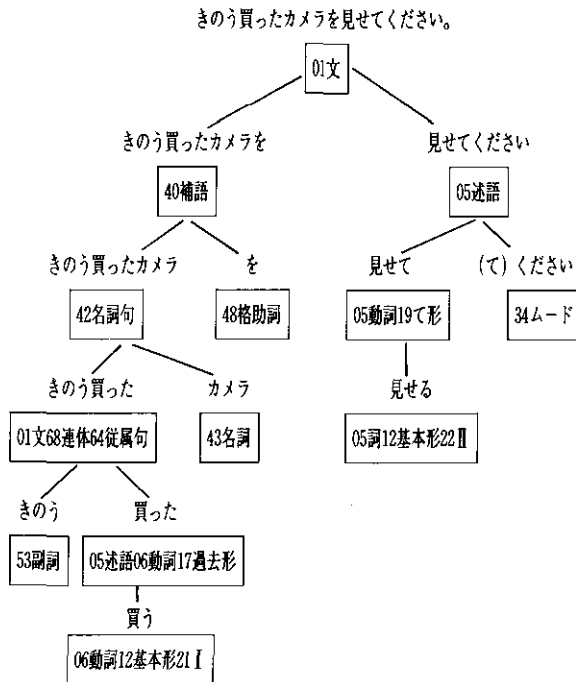 きのう買ったカメラを見せてください。
01文
きのう買ったカメラを 見せてください
40補語 05述語
きのう買ったカメラ を 見せて (て)ください
42名詞句 48格助詞 05動詞19て形 34ムード
きのう買った カメラ 見せる
01文68連体64従属句 43名詞 05詞12基本形22Ⅱ
きのう 買った
53副詞 05述語06動詞17過去形
買う
06動詞12基本形21Ⅰ